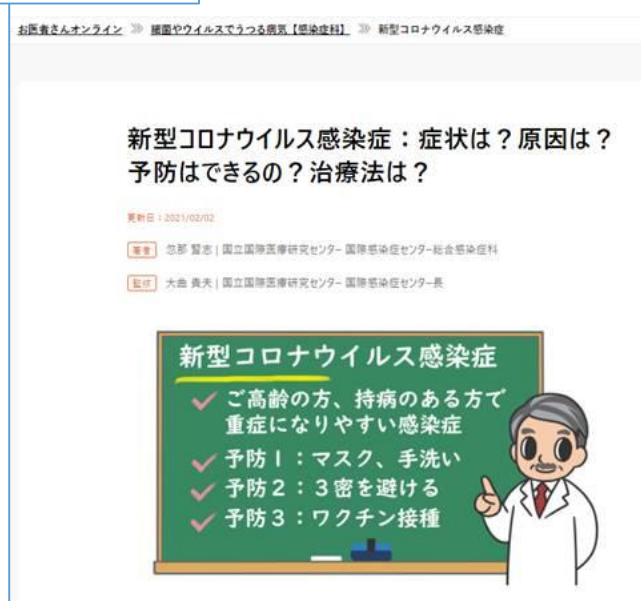 お医者さんオンライン ≫ 細菌やウイルスでうつる病気【感染症科】 ≫ 新型コロナウイルス感染症
新型コロナウイルス感染症：症状は？原因は？
予防はできるの？治療法は？
更新日：2021/02/02
著者 忽那 賢志 | 国立国際医療研究センター 国際感染症センター総合感染症科
監修 大曲 貴夫 | 国立国際医療研究センター 国際感染症センター長
新型コロナウイルス感染症
✓ ご高齢の方、持病のある方で
重症になりやすい感染症
✓ 予防1：マスク、手洗い
✓ 予防2：3密を避ける
✓ 予防3：ワクチン接種